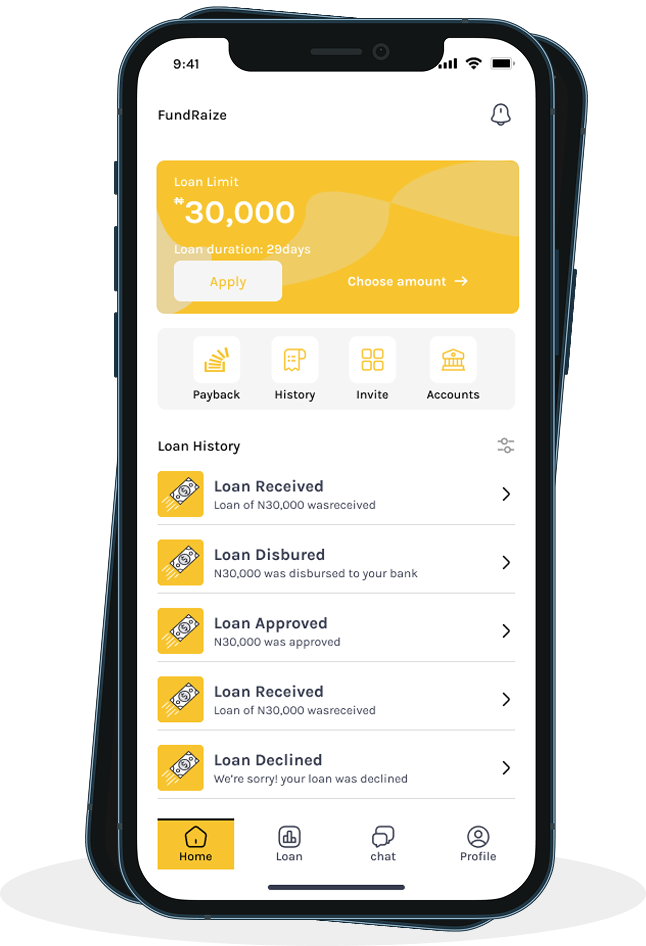 9:41
FundRaize
Loan Limit
₦30,000
Loan duration: 29days
Apply
Choose amount →
Payback
History
Invite
Accounts
Loan History
Loan Received
Loan of N30,000 wasreceived
Loan Disbured
N30,000 was disbursed to your bank
Loan Approved
N30,000 was approved
Loan Received
Loan of N30,000 wasreceived
Loan Declined
We're sorry! your loan was declined
Home
Loan
chat
Profile